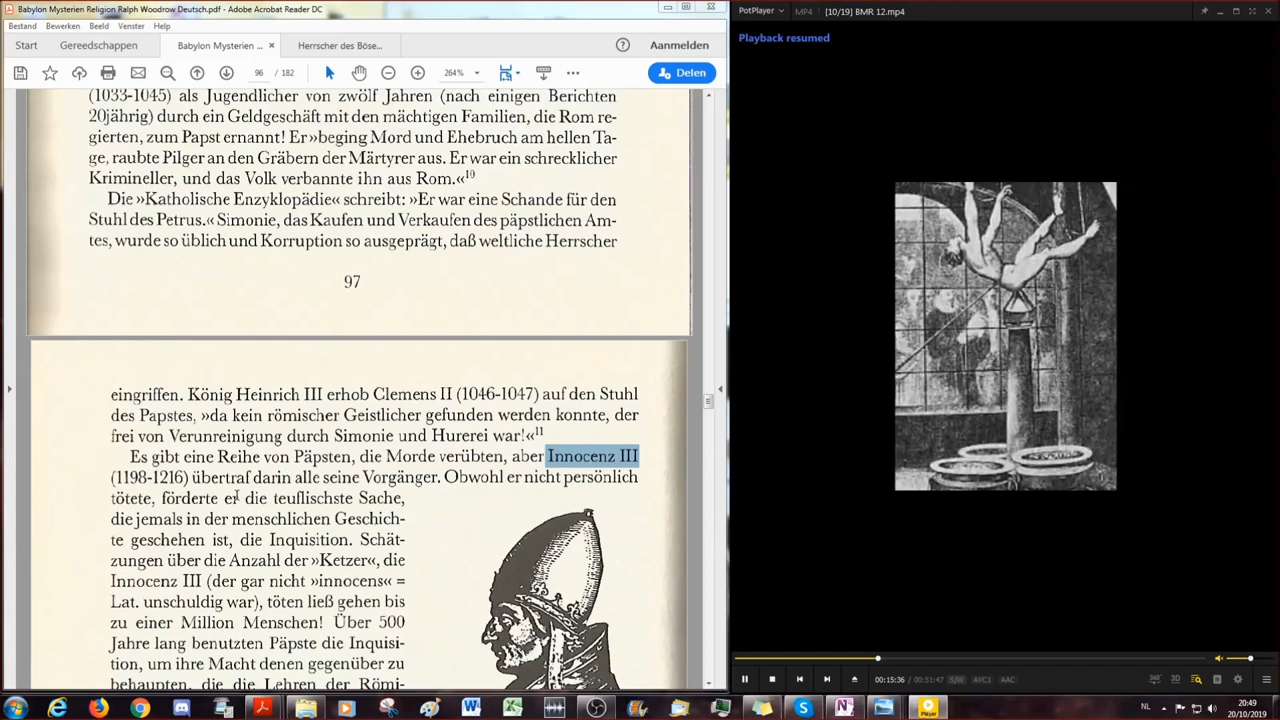 Babylon Mysterien Religion Ralph Woodrow Deutsch.pdf - Adobe Acrobat Reader DC
Bestand Bewerken Beeld Venster Help
Start Gereedschappen Babylon Mysterien ... × Herrscher des Böse... ? Aanmelden
96 / 182 264% Delen
(1033-1045) als Jugendlicher von zwölf Jahren (nach einigen Berichten
20jährig) durch ein Geldgeschäft mit den mächtigen Familien, die Rom re-
gierten, zum Papst ernannt! Er »beging Mord und Ehebruch am hellen Ta-
ge, raubte Pilger an den Gräbern der Märtyrer aus. Er war ein schrecklicher
Krimineller, und das Volk verbannte ihn aus Rom.«10
Die »Katholische Enzyklopädie« schreibt: »Er war eine Schande für den
Stuhl des Petrus.« Simonie, das Kaufen und Verkaufen des päpstlichen Am-
tes, wurde so üblich und Korruption so ausgeprägt, daß weltliche Herrscher
97
eingriffen. König Heinrich III erhob Clemens II (1046-1047) auf den Stuhl
des Papstes, »da kein römischer Geistlicher gefunden werden konnte, der
frei von Verunreinigung durch Simonie und Hurerei war!«11
Es gibt eine Reihe von Päpsten, die Morde verübten, aber Innocenz III
(1198-1216) übertraf darin alle seine Vorgänger. Obwohl er nicht persönlich
tötete, förderte er die teuflischste Sache,
die jemals in der menschlichen Geschich-
te geschehen ist, die Inquisition. Schät-
zungen über die Anzahl der »Ketzer«, die
Innocenz III (der gar nicht »innocens« =
Lat. unschuldig war), töten ließ gehen bis
zu einer Million Menschen! Über 500
Jahre lang benutzten Päpste die Inquisi-
tion, um ihre Macht denen gegenüber zu
behaupten, die die Lehren der Römi-
PotPlayer MP4 [10/19] BMR 12.mp4
Playback resumed
00:15:36 / 00:51:47 S/W AVC1 AAC
3D
NL 20:49
20/10/2019